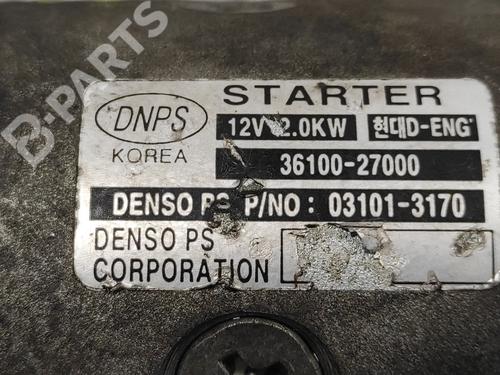 B-PARTS
STARTER
DNPS
KOREA
12V 2.0KW 현대D-ENG
36100-27000
DENSO PS P/NO : 03101-3170
DENSO PS
CORPORATION